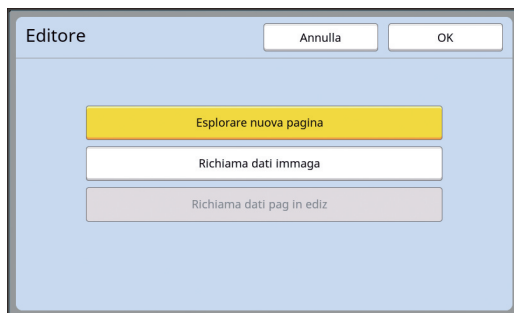 Editore
Annulla
OK
Esplorare nuova pagina
Richiama dati immaga
Richiama dati pag in ediz